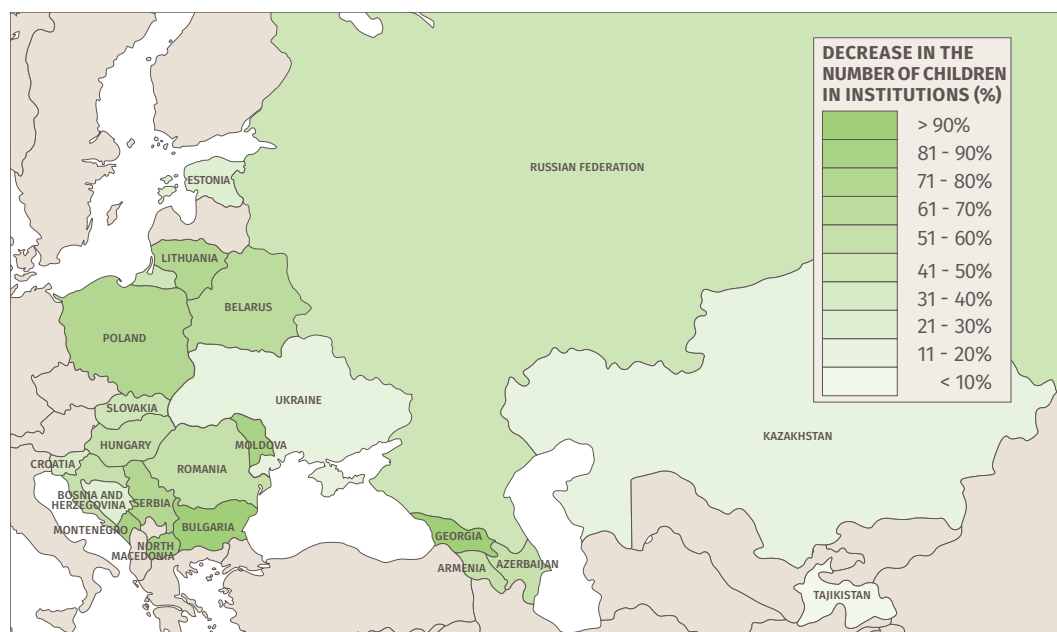 DECREASE IN THE
NUMBER OF CHILDREN
IN INSTITUTIONS (%)
> 90%
81 - 90%
71 - 80%
61 - 70%
51 - 60%
41 - 50%
31 - 40%
21 - 30%
11 - 20%
< 10%
RUSSIAN FEDERATION
ESTONIA
LITHUANIA
BELARUS
POLAND
UKRAINE
SLOVAKIA
KAZAKHSTAN
HUNGARY
MOLDOVA
CROATIA
ROMANIA
BOSNIA AND
HERZEGOVINA
SERBIA
MONTENEGRO
BULGARIA
GEORGIA
NORTH
MACEDONIA
ARMENIA
AZERBAIJAN
TAJIKISTAN